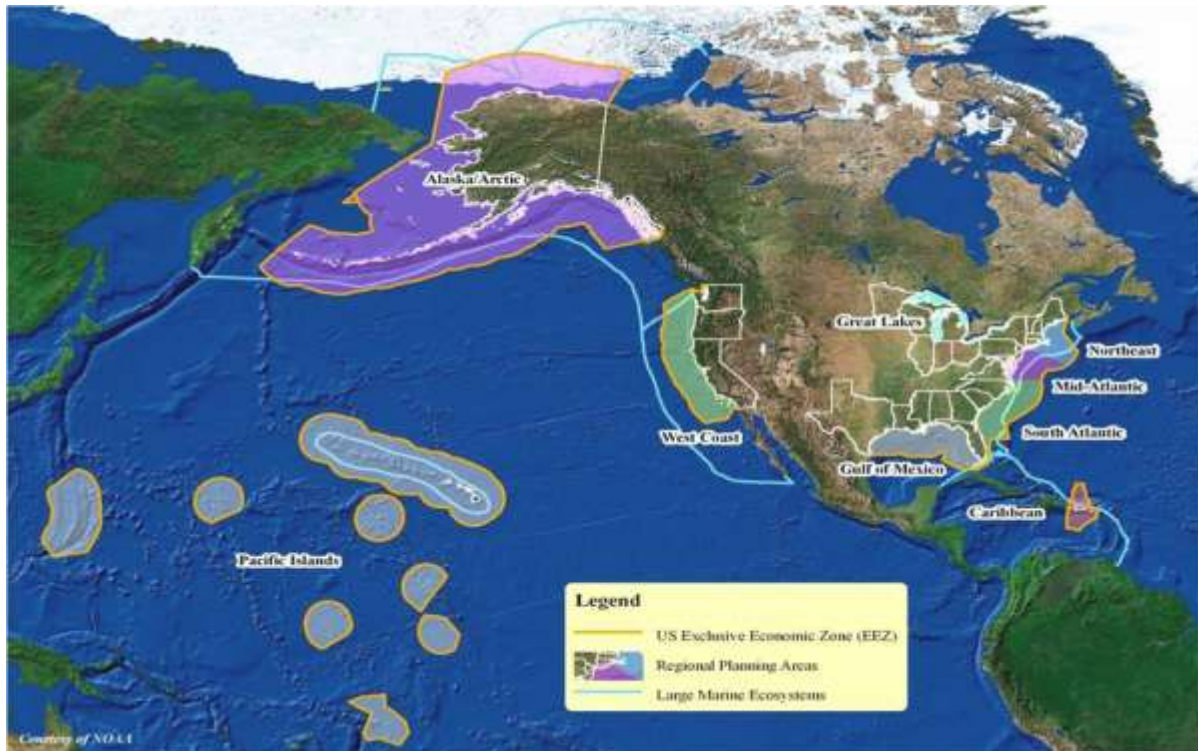 Alaska/Arctic
Great Lakes
Northeast
Mid-Atlantic
West Coast
South Atlantic
Gulf of Mexico
Caribbean
Pacific Islands
Legend
US Exclusive Economic Zone (EEZ)
Regional Planning Areas
Large Marine Ecosystems
Courtesy of NOAA